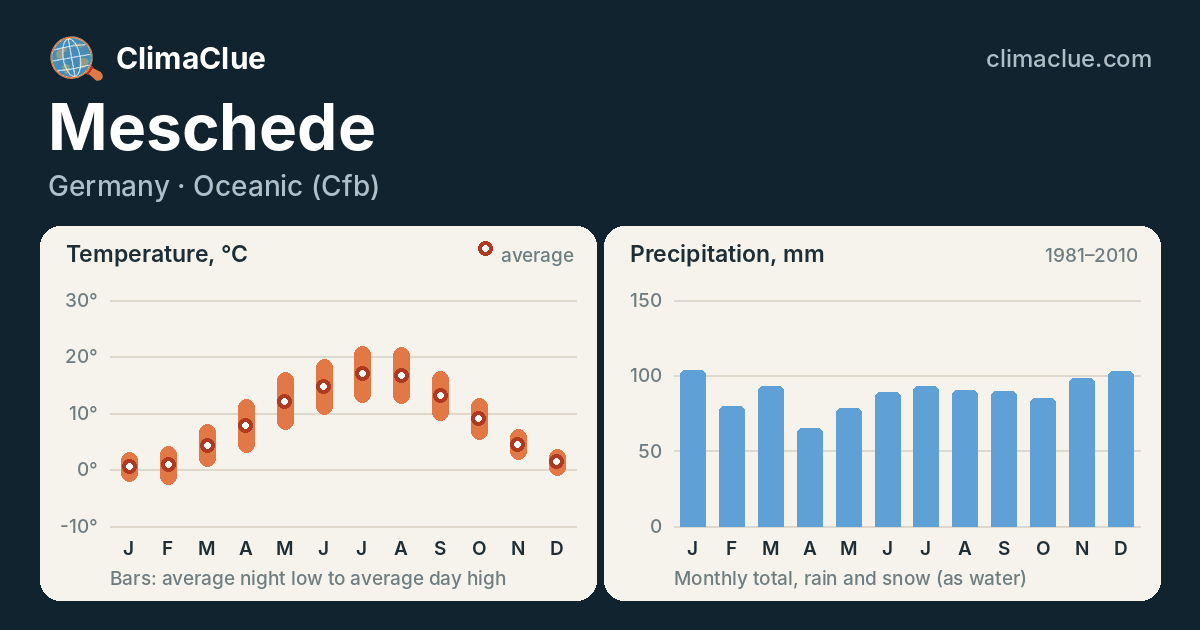 ClimaClue
climaclue.com
Meschede
Germany · Oceanic (Cfb)
Temperature, °C
average
30°
20°
10°
0°
-10°
J F M A M J J A S O N D
Bars: average night low to average day high
Precipitation, mm
1981–2010
150
100
50
0
J F M A M J J A S O N D
Monthly total, rain and snow (as water)